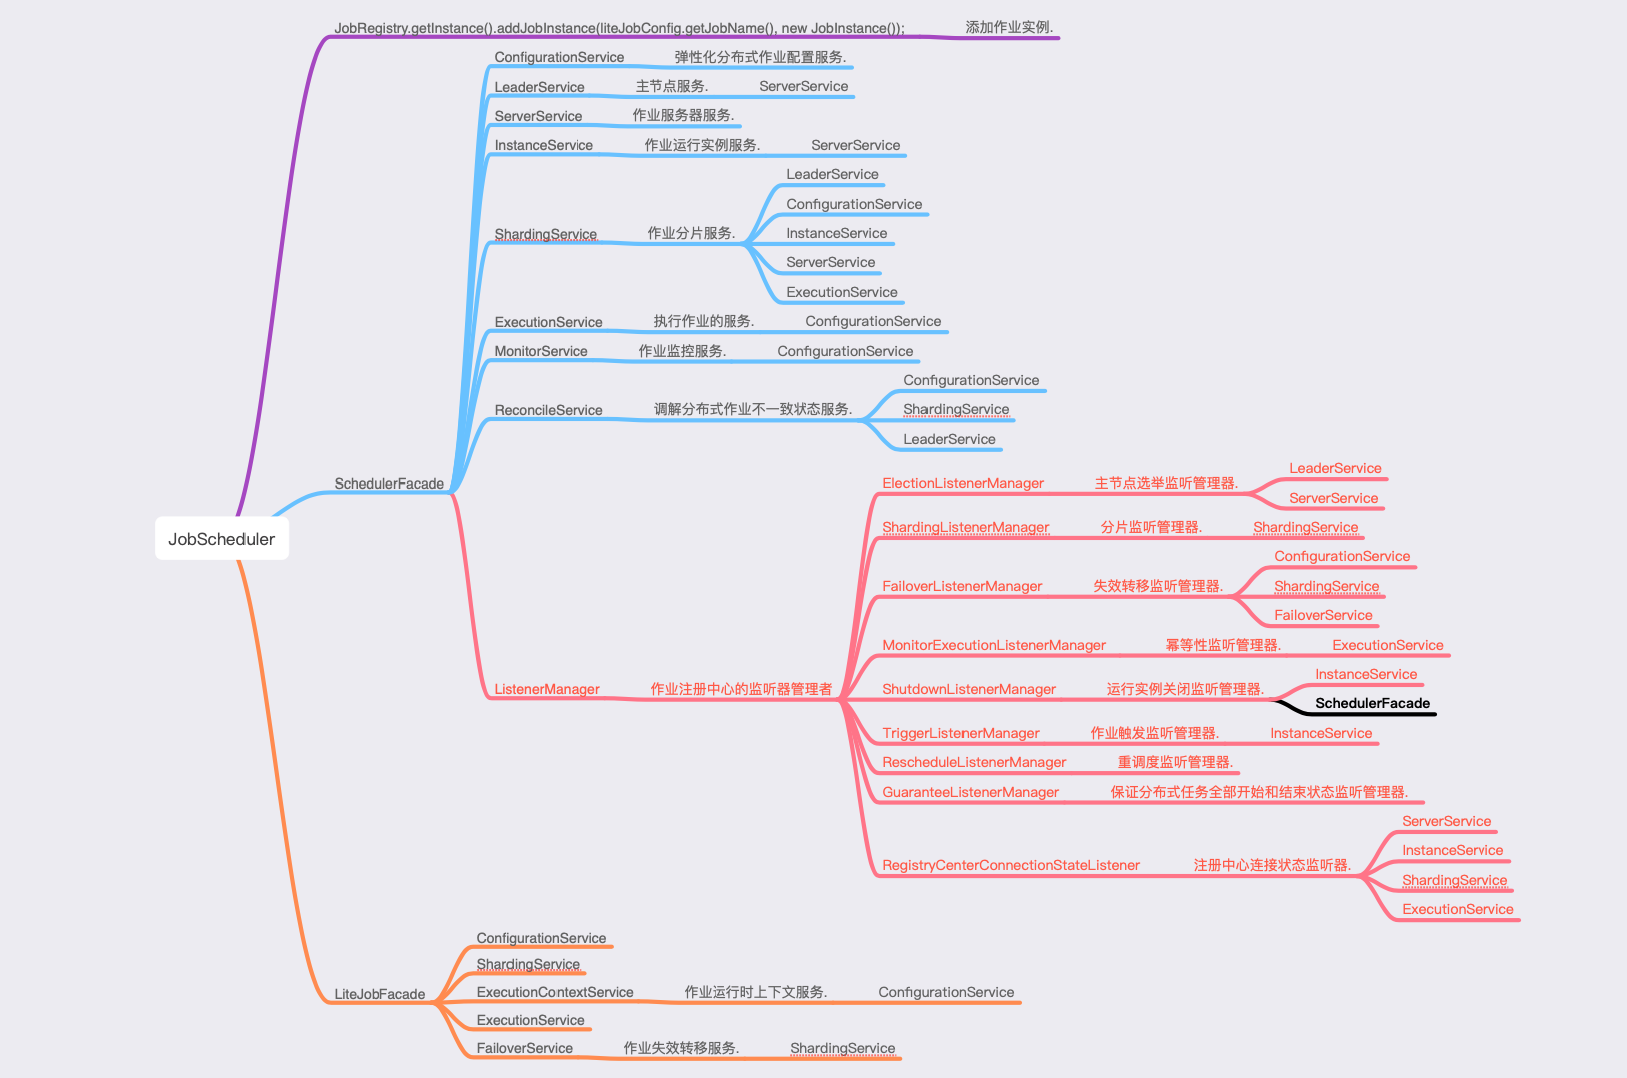 JobRegistry.getInstance().addJobInstance(liteJobConfig.getJobName(), new JobInstance()); 添加作业实例.
ConfigurationService 弹性化分布式作业配置服务.
LeaderService 主节点服务. ServerService
ServerService 作业服务器服务.
InstanceService 作业运行实例服务. ServerService
LeaderService
ConfigurationService
ShardingService 作业分片服务. InstanceService
ServerService
ExecutionService
ExecutionService 执行作业的服务. ConfigurationService
MonitorService 作业监控服务. ConfigurationService
ConfigurationService
ReconcileService 调解分布式作业不一致状态服务. ShardingService
LeaderService
SchedulerFacade
LeaderService
ElectionListenerManager 主节点选举监听管理器.
ServerService
ShardingListenerManager 分片监听管理器. ShardingService
JobScheduler
ConfigurationService
FailoverListenerManager 失效转移监听管理器. ShardingService
FailoverService
MonitorExecutionListenerManager 幂等性监听管理器. ExecutionService
InstanceService
ListenerManager 作业注册中心的监听器管理者 ShutdownListenerManager 运行实例关闭监听管理器.
SchedulerFacade
TriggerListenerManager 作业触发监听管理器. InstanceService
RescheduleListenerManager 重调度监听管理器.
GuaranteeListenerManager 保证分布式任务全部开始和结束状态监听管理器.
ServerService
InstanceService
RegistryCenterConnectionStateListener 注册中心连接状态监听器.
ShardingService
ExecutionService
ConfigurationService
ShardingService
LiteJobFacade ExecutionContextService 作业运行时上下文服务. ConfigurationService
ExecutionService
FailoverService 作业失效转移服务. ShardingService